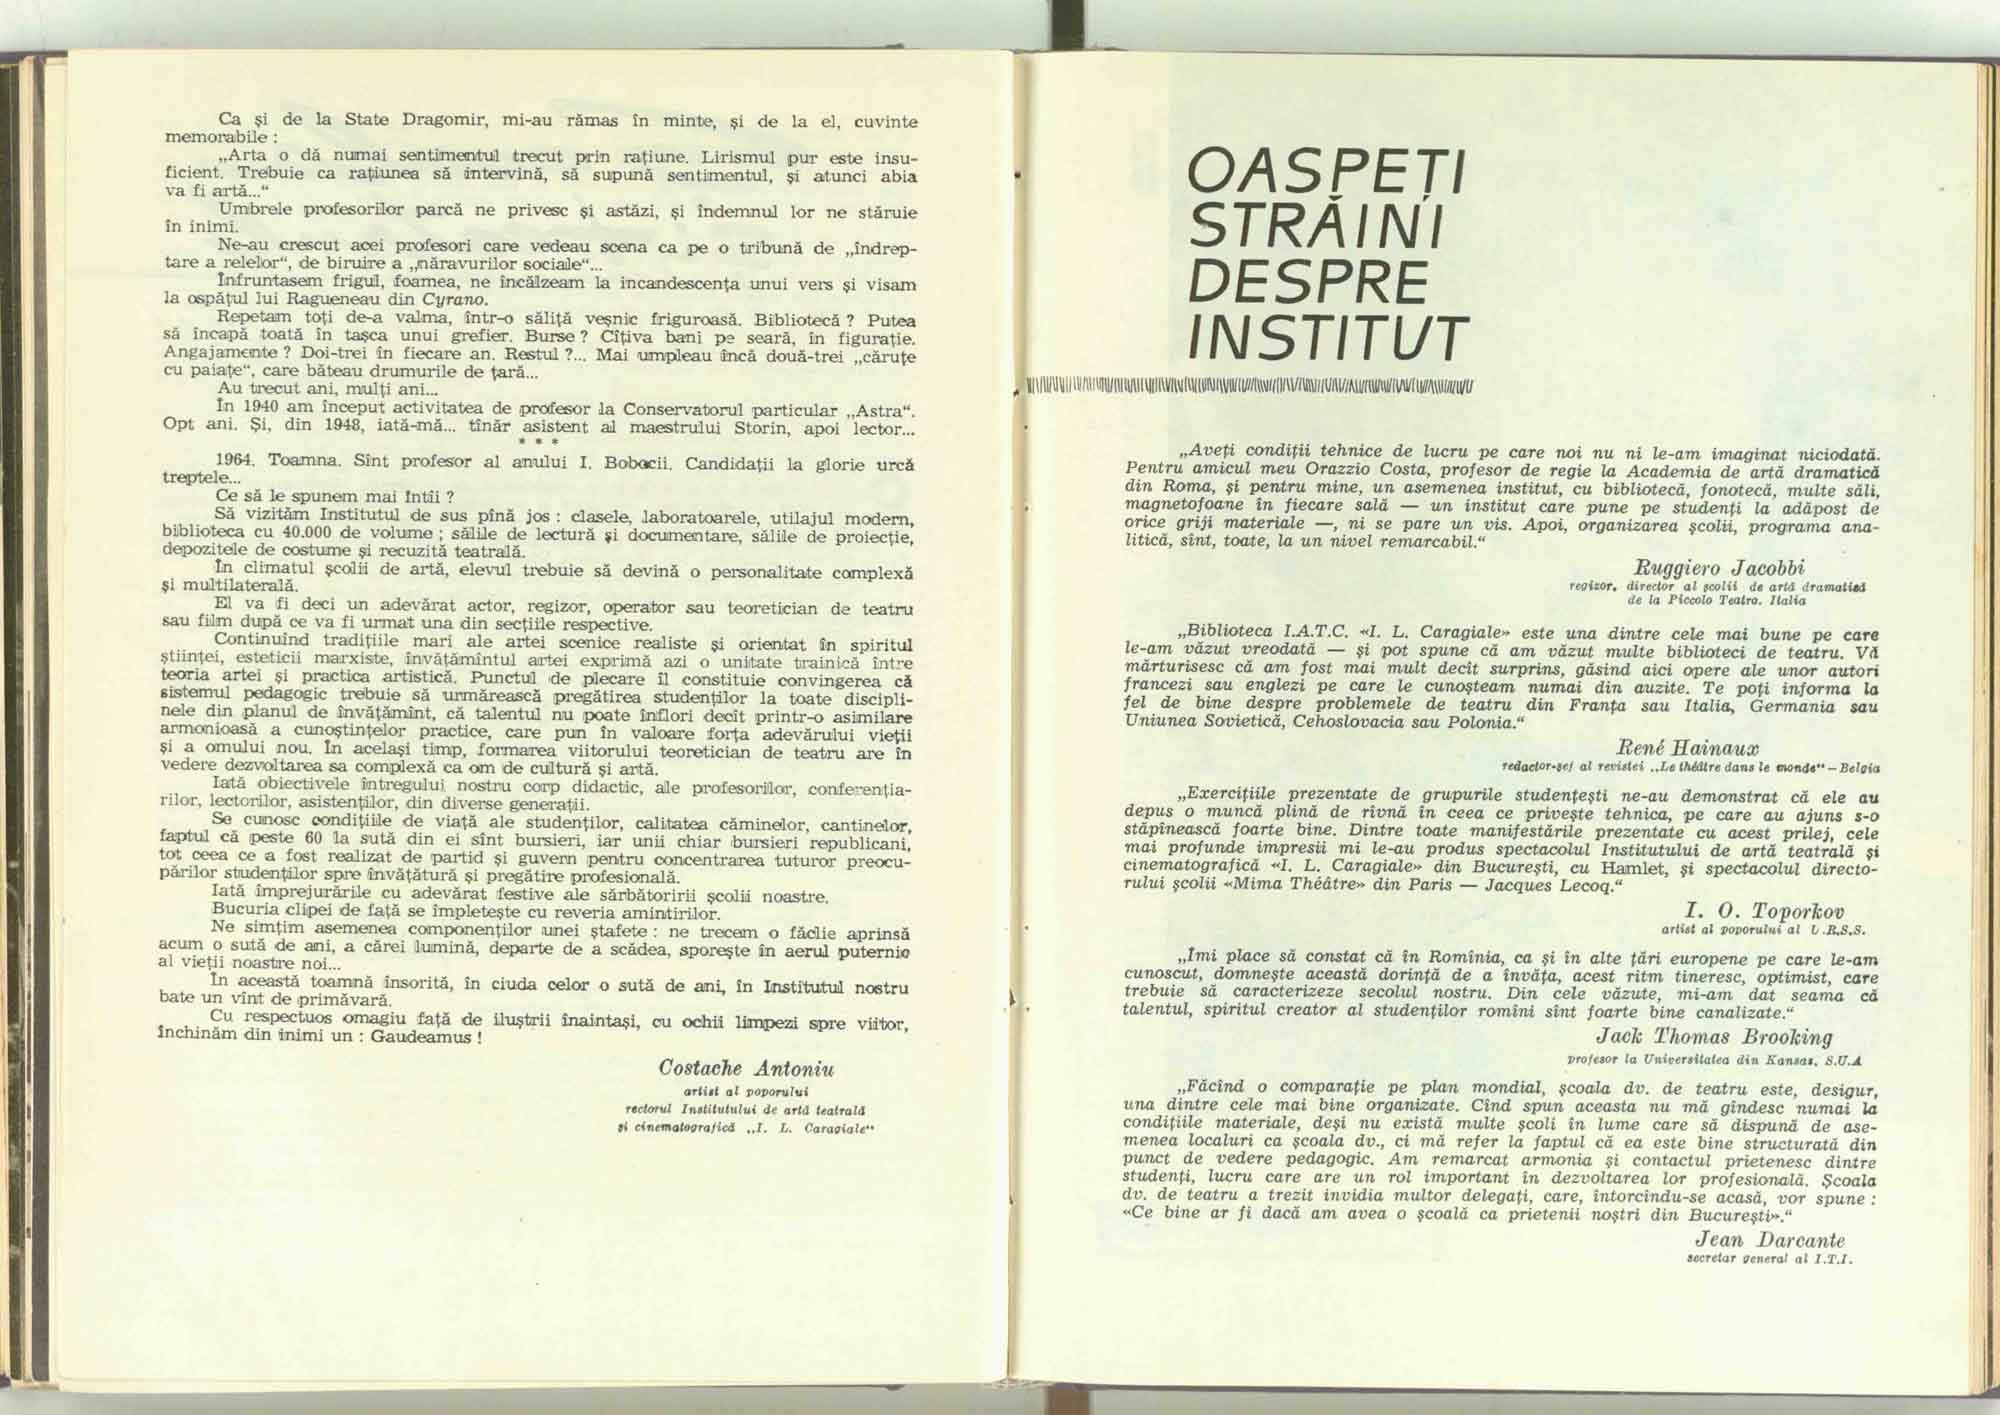 Ca și de la State Dragomir, mi-au rămas în minte, și de la el, cuvinte
memorabile :
„Arta o dă numai sentimentul trecut prin rațiune. Lirismul pur este insu-
ficient. Trebuie ca rațiunea să intervină, să supună sentimentul, și atunci abia
va fi artă...“
Umbrele profesorilor parcă ne privesc și astăzi, și îndemnul lor ne stăruie
în inimi.
Ne-au crescut acei profesori care vedeau scena ca pe o tribună de „îndrep-
tare a relelor“, de biruire a „năravurilor sociale“...
Înfruntasem frigul, foamea, ne încălzeam la incandescența unui vers și visam
la ospățul lui Ragueneau din Cyrano.
Repetam toți de-a valma, într-o săliță veșnic friguroasă. Bibliotecă ? Putea
să încapă toată în tașca unui grefier. Burse ? Cîțiva bani pe seară, în figurație.
Angajamente ? Doi-trei în fiecare an. Restul ?... Mai umpleau încă două-trei „căruțe
cu paiațe“, care băteau drumurile de țară...
Au trecut ani, mulți ani...
În 1940 am început activitatea de profesor la Conservatorul particular „Astra“.
Opt ani. Și, din 1948, iată-mă... tînăr asistent al maestrului Storin, apoi lector...
* * *
1964. Toamna. Sînt profesor al anului I. Bobocii. Candidații la glorie urcă
treptele...
Ce să le spunem mai întîi ?
Să vizităm Institutul de sus pînă jos : clasele, laboratoarele, utilajul modern,
biblioteca cu 40.000 de volume ; sălile de lectură și documentare, sălile de proiecție,
depozitele de costume și recuzită teatrală.
În climatul școlii de artă, elevul trebuie să devină o personalitate complexă
și multilaterală.
El va fi deci un adevărat actor, regizor, operator sau teoretician de teatru
sau film după ce va fi urmat una din secțiile respective.
Continuînd tradițiile mari ale artei scenice realiste și orientat în spiritul
științei, esteticii marxiste, învățămîntul artei exprimă azi o unitate trainică între
teoria artei și practica artistică. Punctul de plecare îl constituie convingerea că
sistemul pedagogic trebuie să urmărească pregătirea studenților la toate discipli-
nele din planul de învățămînt, că talentul nu poate înflori decît printr-o asimilare
armonioasă a cunoștințelor practice, care pun în valoare forța adevărului vieții
și a omului nou. În același timp, formarea viitorului teoretician de teatru are în
vedere dezvoltarea sa complexă ca om de cultură și artă.
Iată obiectivele întregului nostru corp didactic, ale profesorilor, conferenția-
rilor, lectorilor, asistenților, din diverse generații.
Se cunosc condițiile de viață ale studenților, calitatea căminelor, cantinelor,
faptul că peste 60 la sută din ei sînt bursieri, iar unii chiar bursieri republicani,
tot ceea ce a fost realizat de partid și guvern pentru concentrarea tuturor preocu-
părilor studenților spre învățătură și pregătire profesională.
Iată împrejurările cu adevărat festive ale sărbătoririi școlii noastre.
Bucuria clipei de față se împletește cu reveria amintirilor.
Ne simțim asemenea componenților unei ștafete : ne trecem o făclie aprinsă
acum o sută de ani, a cărei lumină, departe de a scădea, sporește în aerul puternic
al vieții noastre noi...
În această toamnă însorită, în ciuda celor o sută de ani, în Institutul nostru
bate un vînt de primăvară.
Cu respectuos omagiu față de iluștrii înaintași, cu ochii limpezi spre viitor,
închinăm din inimi un : Gaudeamus !
Costache Antoniu
artist al poporului
rectorul Institutului de artă teatrală
și cinematografică „I. L. Caragiale“
OASPEȚI
STRĂINI
DESPRE
INSTITUT
„Aveți condiții tehnice de lucru pe care noi nu ni le-am imaginat niciodată.
Pentru amicul meu Orazzio Costa, profesor de regie la Academia de artă dramatică
din Roma, și pentru mine, un asemenea institut, cu bibliotecă, fonotecă, multe săli,
magnetofoane în fiecare sală — un institut care pune pe studenți la adăpost de
orice griji materiale —, ni se pare un vis. Apoi, organizarea școlii, programa ana-
litică, sînt, toate, la un nivel remarcabil.“
Ruggiero Jacobbi
regizor, director al școlii de artă dramatică
de la Piccolo Teatro. Italia
„Biblioteca I.A.T.C. «I. L. Caragiale» este una dintre cele mai bune pe care
le-am văzut vreodată — și pot spune că am văzut multe biblioteci de teatru. Vă
mărturisesc că am fost mai mult decît surprins, găsind aici opere ale unor autori
francezi sau englezi pe care le cunoșteam numai din auzite. Te poți informa la
fel de bine despre problemele de teatru din Franța sau Italia, Germania sau
Uniunea Sovietică, Cehoslovacia sau Polonia.“
René Hainaux
redactor-șef al revistei „Le théâtre dans le monde“ — Belgia
„Exercițiile prezentate de grupurile studențești ne-au demonstrat că ele au
depus o muncă plină de rîvnă în ceea ce privește tehnica, pe care au ajuns s-o
stăpînească foarte bine. Dintre toate manifestările prezentate cu acest prilej, cele
mai profunde impresii mi le-au produs spectacolul Institutului de artă teatrală și
cinematografică «I. L. Caragiale» din București, cu Hamlet, și spectacolul directo-
rului școlii «Mima Théâtre» din Paris — Jacques Lecoq.“
I. O. Toporkov
artist al poporului al U.R.S.S.
„Îmi place să constat că în Romînia, ca și în alte țări europene pe care le-am
cunoscut, domnește această dorință de a învăța, acest ritm tineresc, optimist, care
trebuie să caracterizeze secolul nostru. Din cele văzute, mi-am dat seama că
talentul, spiritul creator al studenților romîni sînt foarte bine canalizate.“
Jack Thomas Brooking
profesor la Universitatea din Kansas, S.U.A
„Făcînd o comparație pe plan mondial, școala dv. de teatru este, desigur,
una dintre cele mai bine organizate. Cînd spun aceasta nu mă gîndesc numai la
condițiile materiale, deși nu există multe școli în lume care să dispună de ase-
menea localuri ca școala dv., ci mă refer la faptul că ea este bine structurată din
punct de vedere pedagogic. Am remarcat armonia și contactul prietenesc dintre
studenți, lucru care are un rol important în dezvoltarea lor profesională. Școala
dv. de teatru a trezit invidia multor delegați, care, întorcîndu-se acasă, vor spune :
«Ce bine ar fi dacă am avea o școală ca prietenii noștri din București».“
Jean Darcante
secretar general al I.T.I.